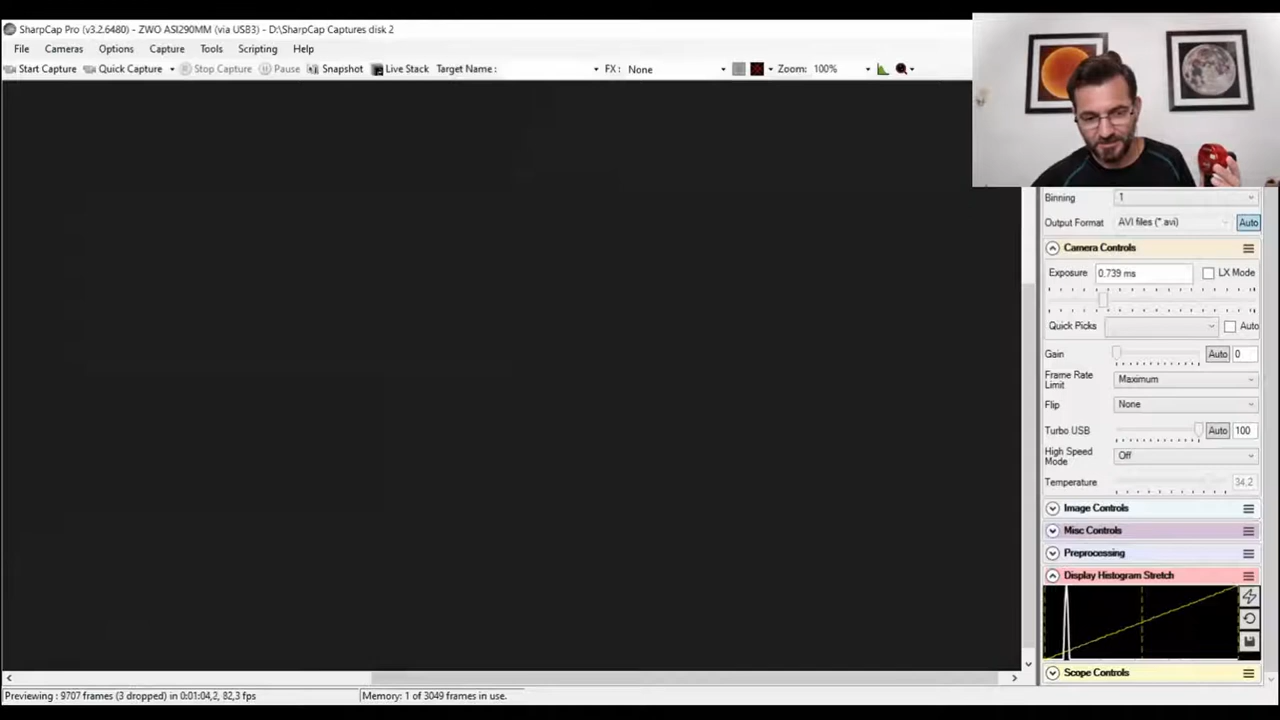 SharpCap Pro (v3.2.6480) - ZWO ASI290MM (via USB3) - D:\SharpCap Captures disk 2
File Cameras Options Capture Tools Scripting Help
Start Capture Quick Capture Stop Capture Pause Snapshot Live Stack Target Name : FX : None Zoom: 100%
Binning 1
Output Format AVI files (*.avi) Auto
Camera Controls
Exposure 0.739 ms LX Mode
Quick Picks Auto
Gain Auto 0
Frame Rate Limit Maximum
Flip None
Turbo USB Auto 100
High Speed Mode Off
Temperature 34,2
Image Controls
Misc Controls
Preprocessing
Display Histogram Stretch
Scope Controls
Previewing : 9707 frames (3 dropped) in 0:01:04,2, 82,3 fps Memory: 1 of 3049 frames in use.